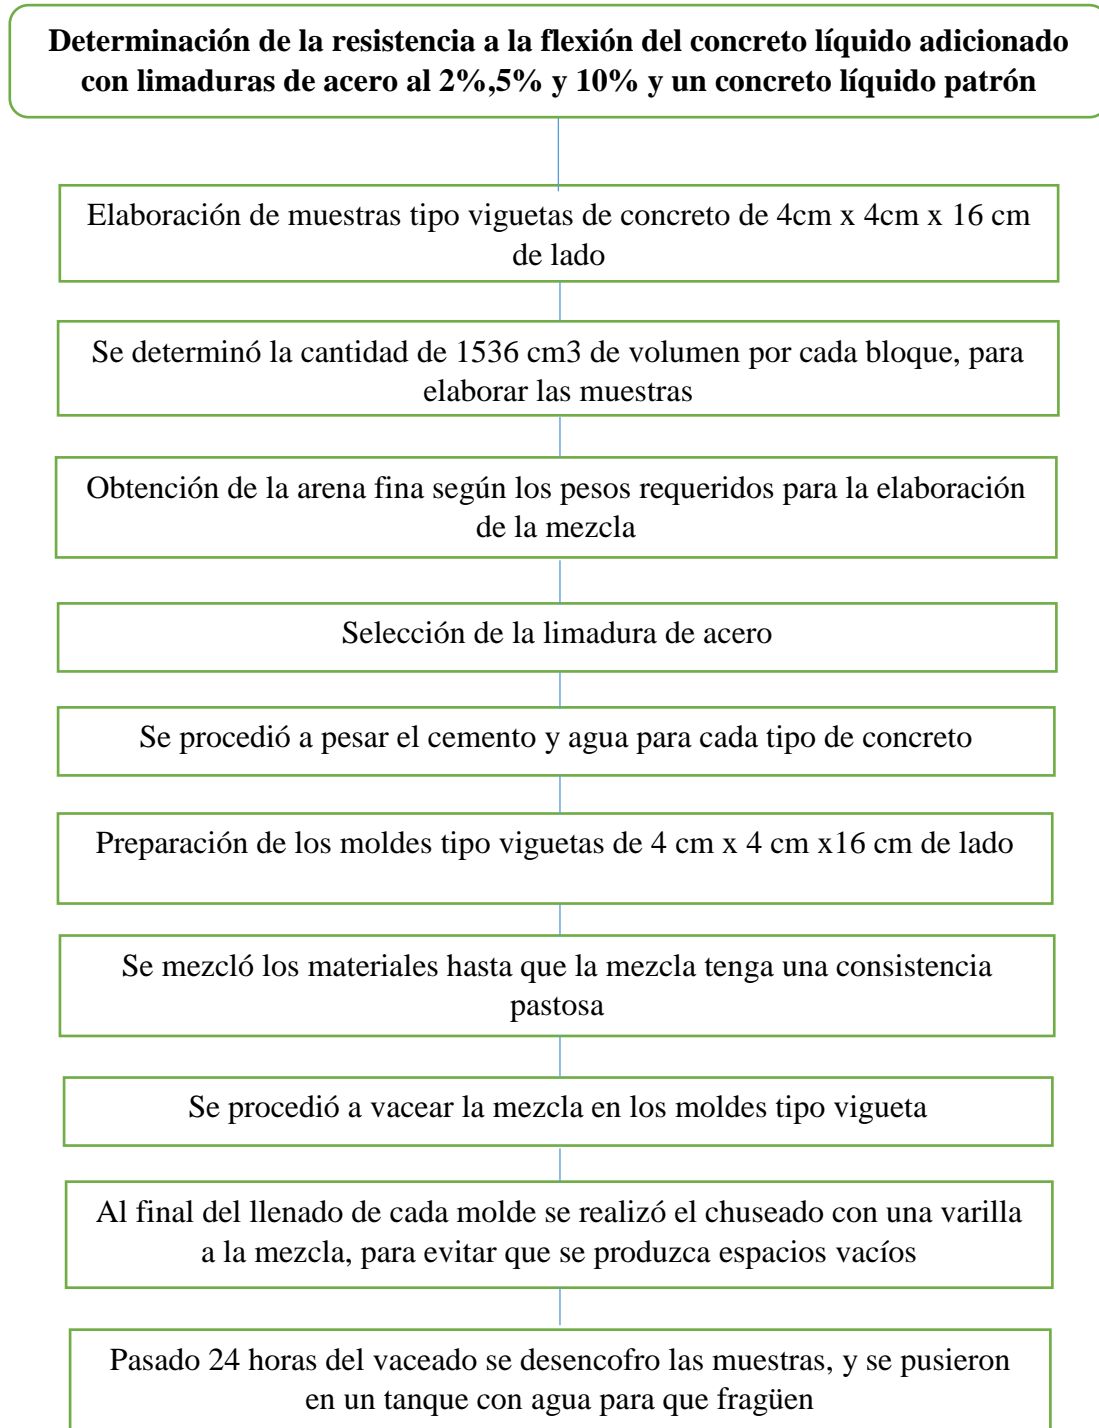 Determinación de la resistencia a la flexión del concreto líquido adicionado
con limaduras de acero al 2%,5% y 10% y un concreto líquido patrón
Elaboración de muestras tipo viguetas de concreto de 4cm x 4cm x 16 cm
de lado
Se determinó la cantidad de 1536 cm3 de volumen por cada bloque, para
elaborar las muestras
Obtención de la arena fina según los pesos requeridos para la elaboración
de la mezcla
Selección de la limadura de acero
Se procedió a pesar el cemento y agua para cada tipo de concreto
Preparación de los moldes tipo viguetas de 4 cm x 4 cm x16 cm de lado
Se mezcló los materiales hasta que la mezcla tenga una consistencia
pastosa
Se procedió a vacear la mezcla en los moldes tipo vigueta
Al final del llenado de cada molde se realizó el chuseado con una varilla
a la mezcla, para evitar que se produzca espacios vacíos
Pasado 24 horas del vaceado se desencofro las muestras, y se pusieron
en un tanque con agua para que fragüen